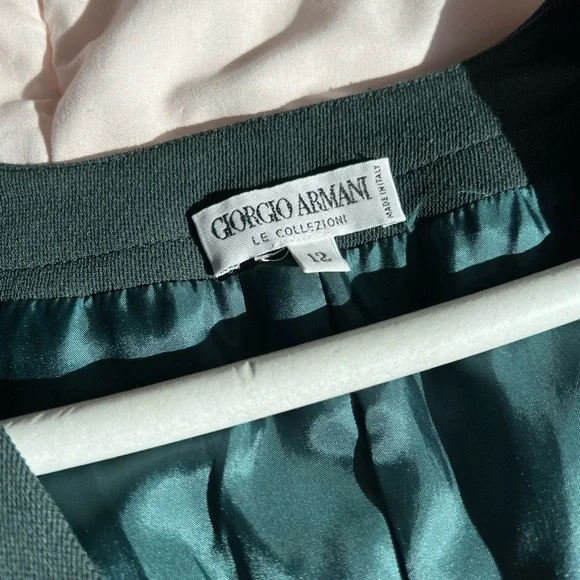 GIORGIO ARMANI
LE COLLEZIONI
MADE IN ITALY
12